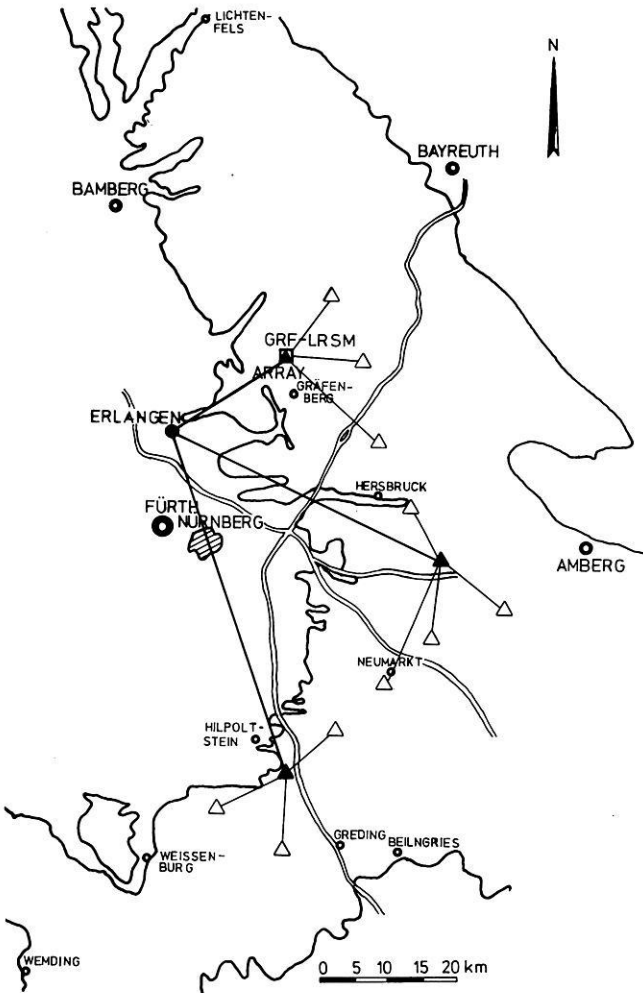 LICHTEN-
FELS
N
BAYREUTH
BAMBERG
GRF-LRSM
ARRAY
GRÄFEN-
BERG
ERLANGEN
HERSBRUCK
FÜRTH
NÜRNBERG
AMBERG
NEUMARKT
HILPOLT-
STEIN
GREDING
BEILNGRIES
WEISSEN-
BURG
WEMDING
0 5 10 15 20 km